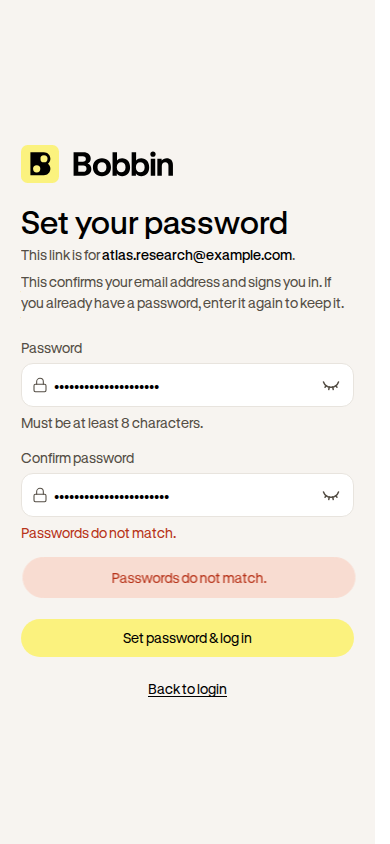 Bobbin
Set your password
This link is for atlas.research@example.com.
This confirms your email address and signs you in. If
you already have a password, enter it again to keep it.
Password
•••••••••••••••••••••
Must be at least 8 characters.
Confirm password
•••••••••••••••••••••••
Passwords do not match.
Passwords do not match.
Set password & log in
Back to login